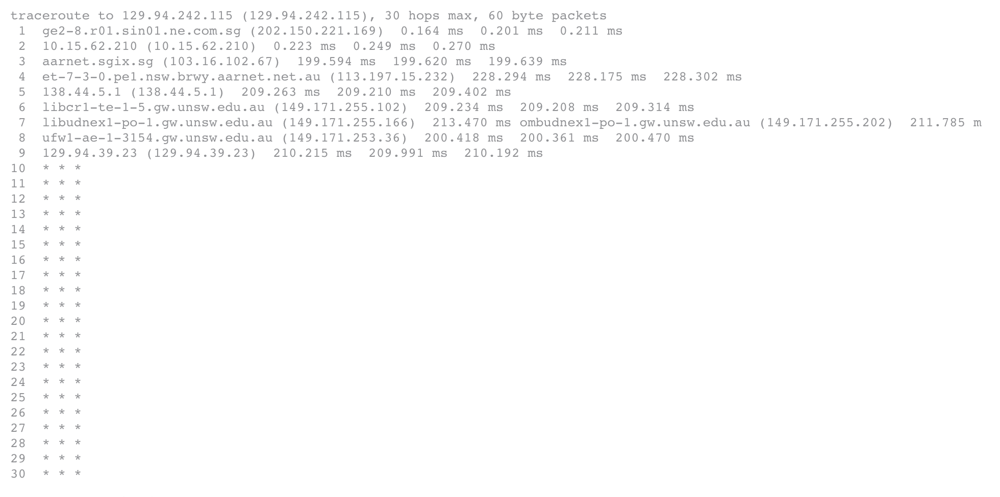 traceroute to 129.94.242.115 (129.94.242.115), 30 hops max, 60 byte packets
1 ge2-8.r01.sin01.ne.com.sg (202.150.221.169) 0.164 ms 0.201 ms 0.211 ms
2 10.15.62.210 (10.15.62.210) 0.223 ms 0.249 ms 0.270 ms
3 aarnet.sgix.sg (103.16.102.67) 199.594 ms 199.620 ms 199.639 ms
4 et-7-3-0.pe1.nsw.brwy.aarnet.net.au (113.197.15.232) 228.294 ms 228.175 ms 228.302 ms
5 138.44.5.1 (138.44.5.1) 209.263 ms 209.210 ms 209.402 ms
6 libcr1-te-1-5.gw.unsw.edu.au (149.171.255.102) 209.234 ms 209.208 ms 209.314 ms
7 libudnex1-po-1.gw.unsw.edu.au (149.171.255.166) 213.470 ms ombudnex1-po-1.gw.unsw.edu.au (149.171.255.202) 211.785 m
8 ufw1-ae-1-3154.gw.unsw.edu.au (149.171.253.36) 200.418 ms 200.361 ms 200.470 ms
9 129.94.39.23 (129.94.39.23) 210.215 ms 209.991 ms 210.192 ms
10 * * *
11 * * *
12 * * *
13 * * *
14 * * *
15 * * *
16 * * *
17 * * *
18 * * *
19 * * *
20 * * *
21 * * *
22 * * *
23 * * *
24 * * *
25 * * *
26 * * *
27 * * *
28 * * *
29 * * *
30 * * *